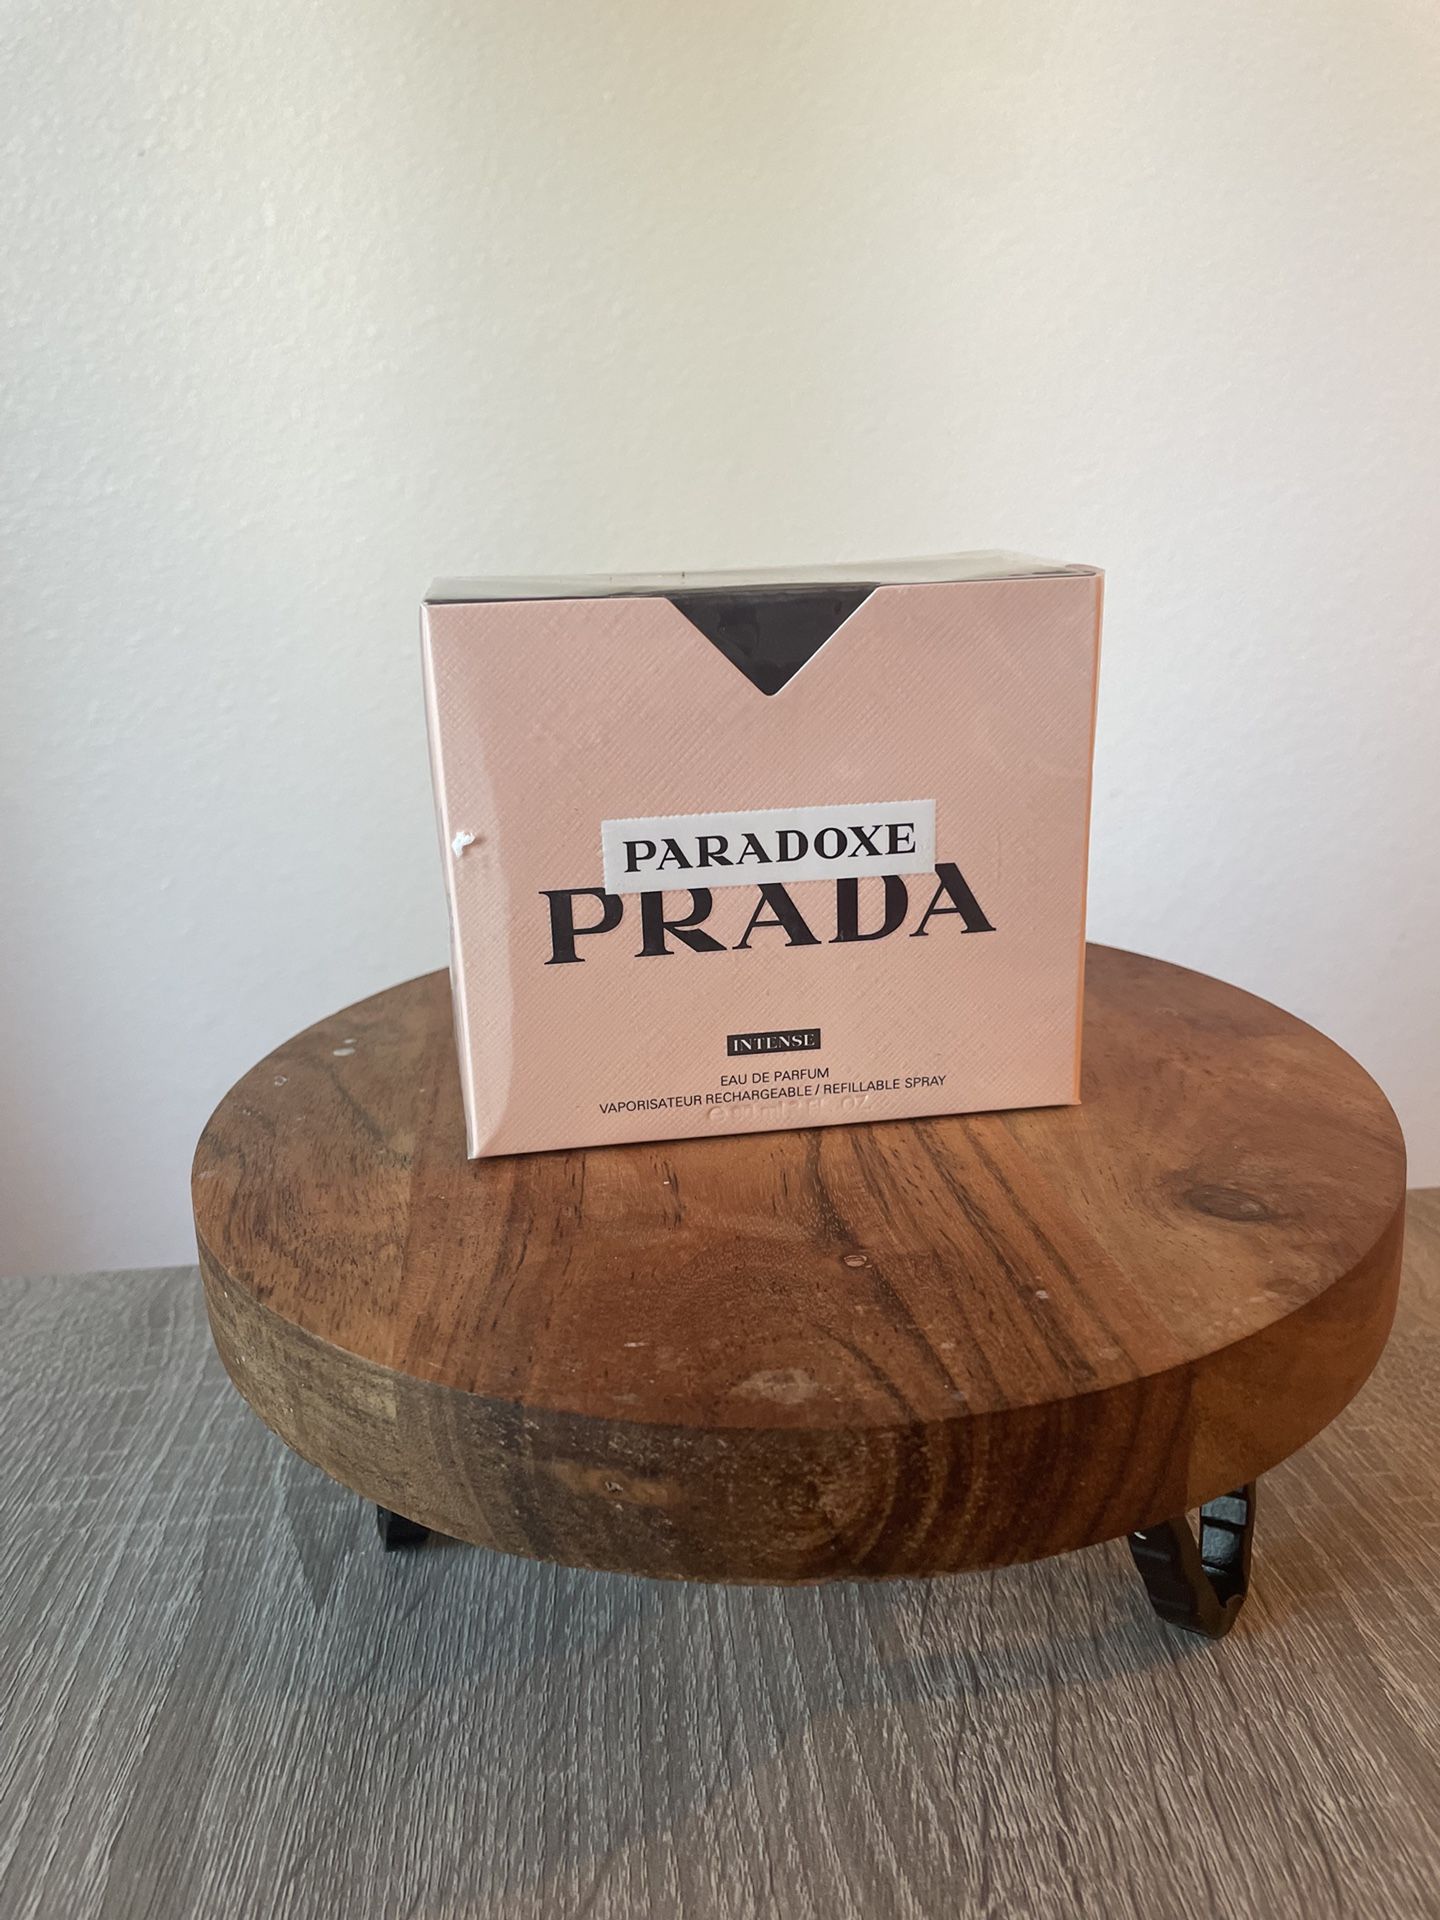 PARADOXE
PRADA
INTENSE
EAU DE PARFUM
VAPORISATEUR RECHARGEABLE / REFILLABLE SPRAY